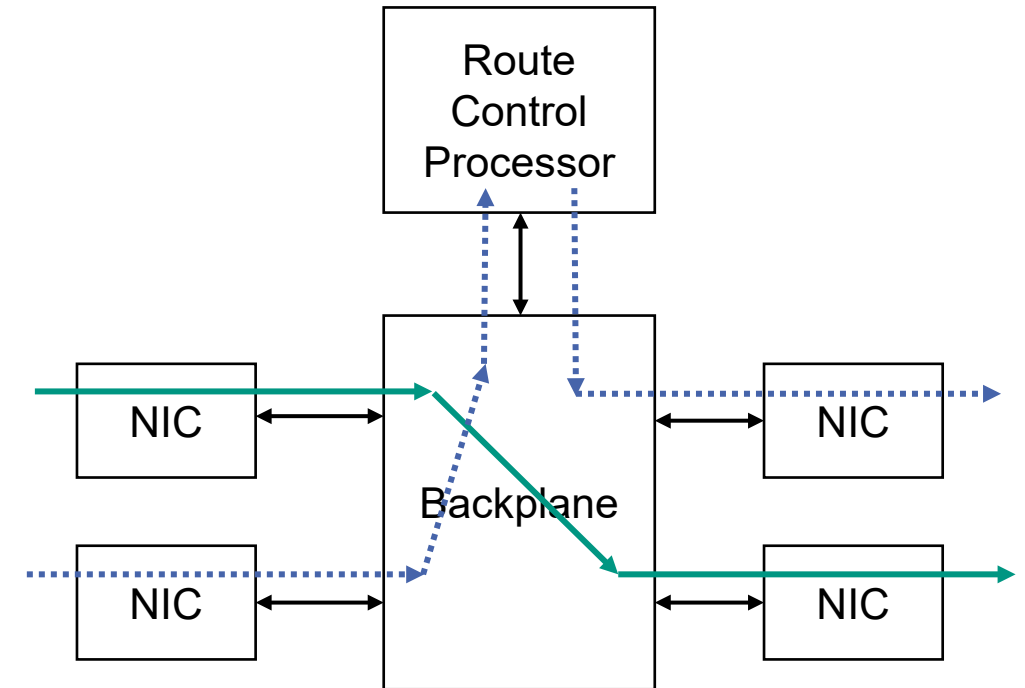 Route
Control
Processor
NIC
NIC
Backplane
NIC
NIC